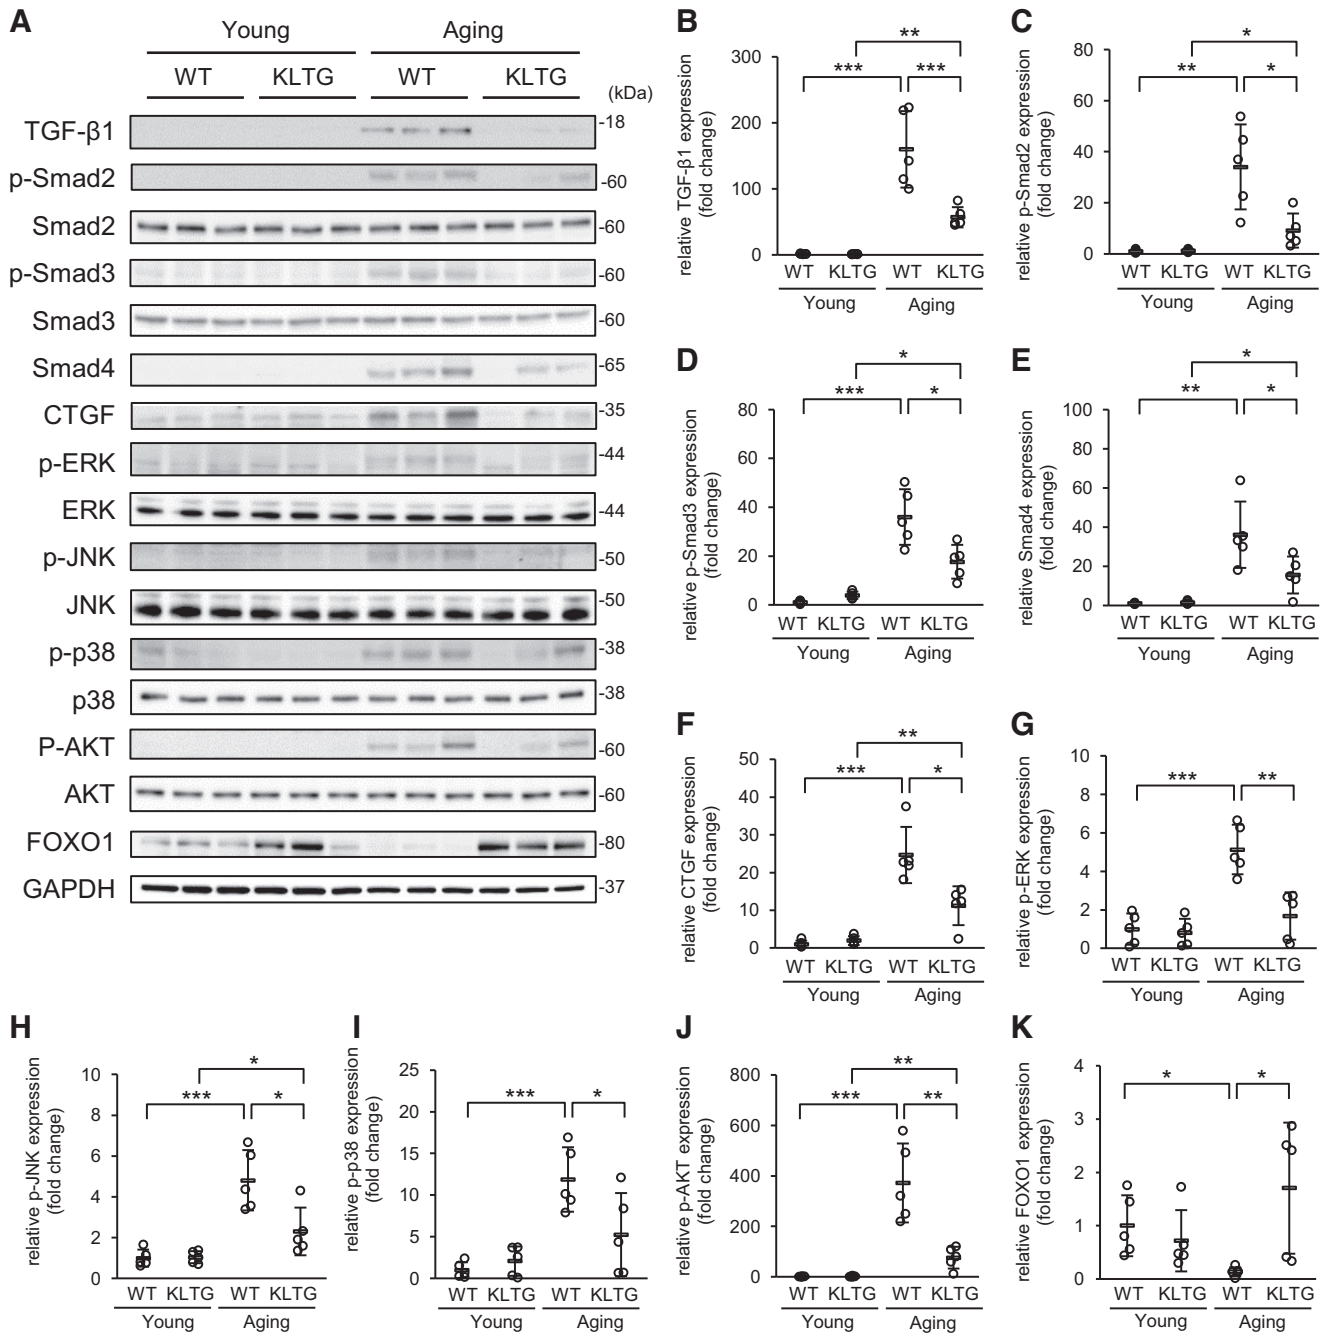 A
Young Aging
WT KLTG WT KLTG
(kDa)
TGF-β1 -18
p-Smad2 -60
Smad2 -60
p-Smad3 -60
Smad3 -60
Smad4 -65
CTGF -35
p-ERK -44
ERK -44
p-JNK -50
JNK -50
p-p38 -38
p38 -38
P-AKT -60
AKT -60
FOXO1 -80
GAPDH -37
B
relative TGF-β1 expression
(fold change)
300
200
100
0
**
*** ***
WT KLTG WT KLTG
Young Aging
C
relative p-Smad2 expression
(fold change)
80
60
40
20
0
*
** *
WT KLTG WT KLTG
Young Aging
D
relative p-Smad3 expression
(fold change)
80
60
40
20
0
*
*** *
WT KLTG WT KLTG
Young Aging
E
relative Smad4 expression
(fold change)
100
80
60
40
20
0
*
** *
WT KLTG WT KLTG
Young Aging
F
relative CTGF expression
(fold change)
50
40
30
20
10
0
**
*** *
WT KLTG WT KLTG
Young Aging
G
relative p-ERK expression
(fold change)
10
8
6
4
2
0
*** **
WT KLTG WT KLTG
Young Aging
H
relative p-JNK expression
(fold change)
10
8
6
4
2
0
*
*** *
WT KLTG WT KLTG
Young Aging
I
relative p-p38 expression
(fold change)
25
20
15
10
5
0
*** *
WT KLTG WT KLTG
Young Aging
J
relative p-AKT expression
(fold change)
800
600
400
200
0
**
*** **
WT KLTG WT KLTG
Young Aging
K
relative FOXO1 expression
(fold change)
4
3
2
1
0
* *
WT KLTG WT KLTG
Young Aging